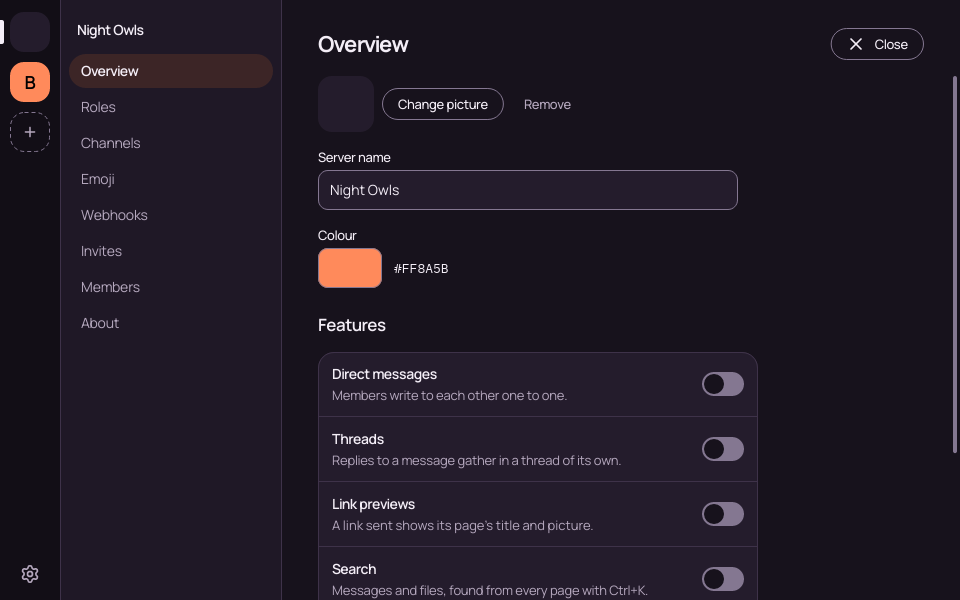 Night Owls
Overview
Close
B
Overview
Roles
Channels
Emoji
Webhooks
Invites
Members
About
Change picture
Remove
Server name
Night Owls
Colour
#FF8A5B
Features
Direct messages
Members write to each other one to one.
Threads
Replies to a message gather in a thread of its own.
Link previews
A link sent shows its page's title and picture.
Search
Messages and files, found from every page with Ctrl+K.